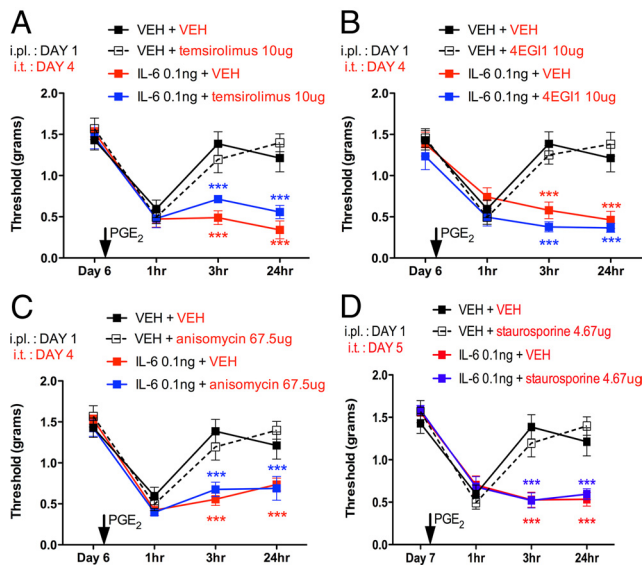 A
i.pl. : DAY 1
i.t. : DAY 4
VEH + VEH
VEH + temsirolimus 10ug
IL-6 0.1ng + VEH
IL-6 0.1ng + temsirolimus 10ug
Threshold (grams)
2.0
1.5
1.0
0.5
0.0
*** ***
*** ***
PGE2
Day 6 1hr 3hr 24hr
B
i.pl. : DAY 1
i.t. : DAY 4
VEH + VEH
VEH + 4EGI1 10ug
IL-6 0.1ng + VEH
IL-6 0.1ng + 4EGI1 10ug
Threshold (grams)
2.0
1.5
1.0
0.5
0.0
*** ***
*** ***
PGE2
Day 6 1hr 3hr 24hr
C
i.pl. : DAY 1
i.t. : DAY 4
VEH + VEH
VEH + anisomycin 67.5ug
IL-6 0.1ng + VEH
IL-6 0.1ng + anisomycin 67.5ug
Threshold (grams)
2.0
1.5
1.0
0.5
0.0
*** ***
*** ***
PGE2
Day 6 1hr 3hr 24hr
D
i.pl. : DAY 1
i.t. : DAY 5
VEH + VEH
VEH + staurosporine 4.67ug
IL-6 0.1ng + VEH
IL-6 0.1ng + staurosporine 4.67ug
Threshold (grams)
2.0
1.5
1.0
0.5
0.0
*** ***
*** ***
PGE2
Day 7 1hr 3hr 24hr